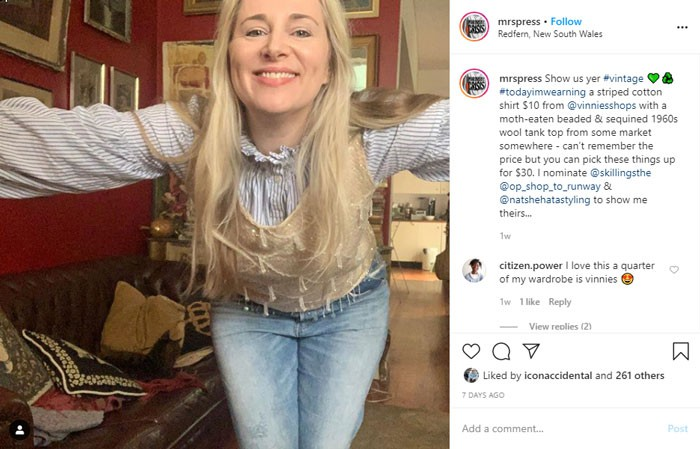 mrspress • Follow
Redfern, New South Wales
mrspress Show us yer #vintage 💚♻
#todayimwearning a striped cotton
shirt $10 from @vinniesshops with a
moth-eaten beaded & sequined 1960s
wool tank top from some market
somewhere - can't remember the
price but you can pick these things up
for $30. I nominate @skillingsthe
@op_shop_to_runway &
@natshehatastyling to show me
theirs...
1w
citizen.power I love this a quarter
of my wardrobe is vinnies 🤩
1w 1 like Reply
View replies (2)
Liked by iconaccidental and 261 others
7 DAYS AGO
Add a comment... Post